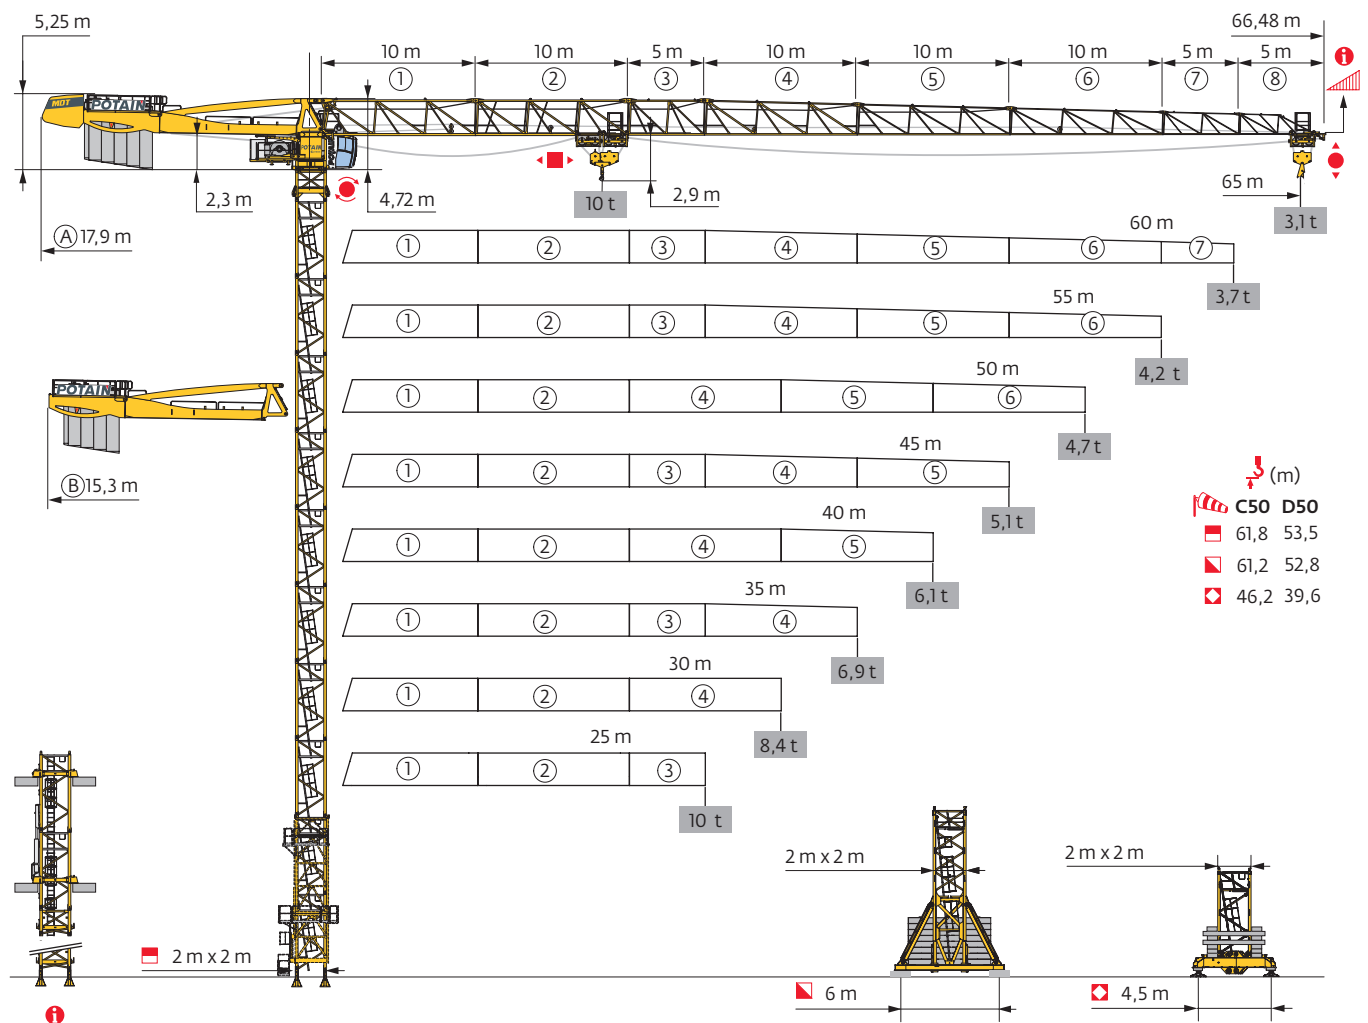 5,25 m
66,48 m
10 m 10 m 5 m 10 m 10 m 10 m 5 m 5 m
1 2 3 4 5 6 7 8
i
MDT POTAIN
POTAIN
2,3 m
4,72 m
10 t
2,9 m
65 m
3,1 t
A 17,9 m
60 m
1 2 3 4 5 6 7
3,7 t
55 m
1 2 3 4 5 6
4,2 t
50 m
1 2 4 5 6
4,7 t
POTAIN
B 15,3 m
45 m
1 2 3 4 5
5,1 t
(m)
C50 D50
61,8 53,5
61,2 52,8
46,2 39,6
40 m
1 2 4 5
6,1 t
35 m
1 2 3 4
6,9 t
30 m
1 2 4
8,4 t
25 m
1 2 3
10 t
2 m x 2 m
2 m x 2 m
2 m x 2 m
6 m
4,5 m
i